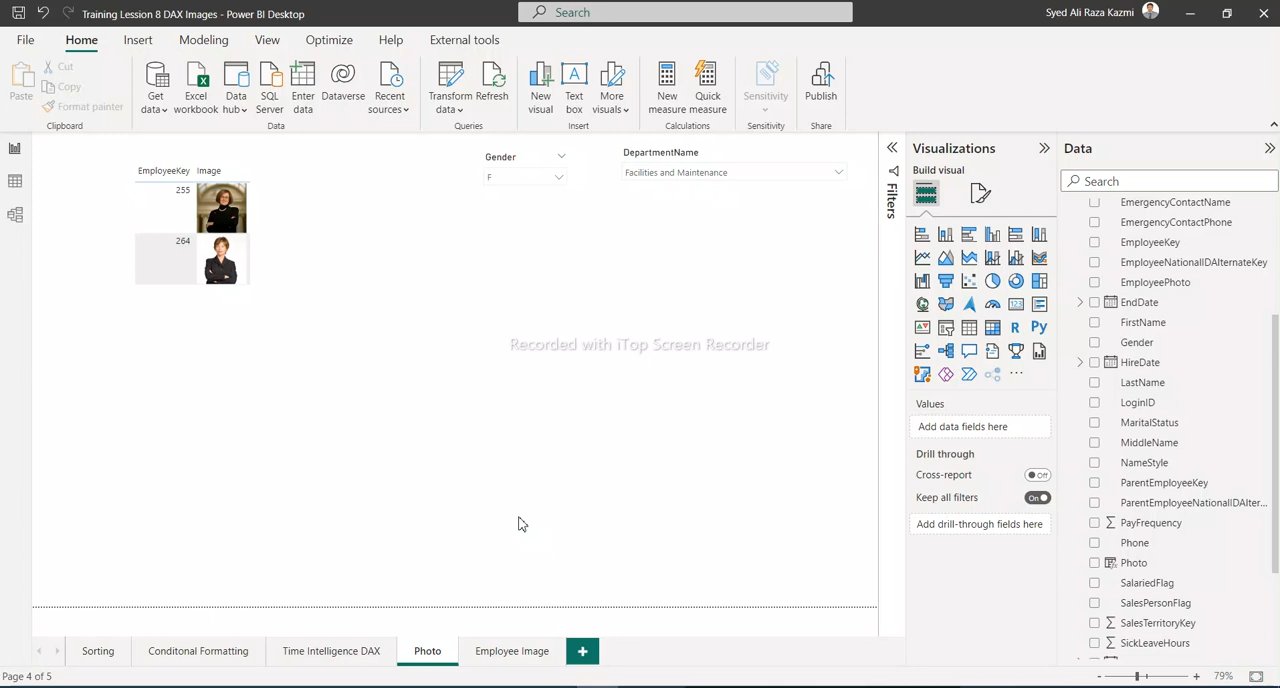 Training Lession 8 DAX Images - Power BI Desktop
Search
Syed Ali Raza Kazmi
File Home Insert Modeling View Optimize Help External tools
Paste
Cut
Copy
Format painter
Clipboard
Get data
Excel workbook
Data hub
SQL Server
Enter data
Dataverse
Recent sources
Data
Transform data
Refresh
Queries
New visual
Text box
More visuals
Insert
New measure
Quick measure
Calculations
Sensitivity
Sensitivity
Publish
Share
EmployeeKey Image
255
264
Gender
F
DepartmentName
Facilities and Maintenance
Recorded with iTop Screen Recorder
Filters
Visualizations
Build visual
R Py
Values
Add data fields here
Drill through
Cross-report Off
Keep all filters On
Add drill-through fields here
Data
Search
EmergencyContactName
EmergencyContactPhone
EmployeeKey
EmployeeNationalIDAlternateKey
EmployeePhoto
EndDate
FirstName
Gender
HireDate
LastName
LoginID
MaritalStatus
MiddleName
NameStyle
ParentEmployeeKey
ParentEmployeeNationalIDAlter...
PayFrequency
Phone
Photo
SalariedFlag
SalesPersonFlag
SalesTerritoryKey
SickLeaveHours
Sorting Conditonal Formatting Time Intelligence DAX Photo Employee Image
Page 4 of 5
79%